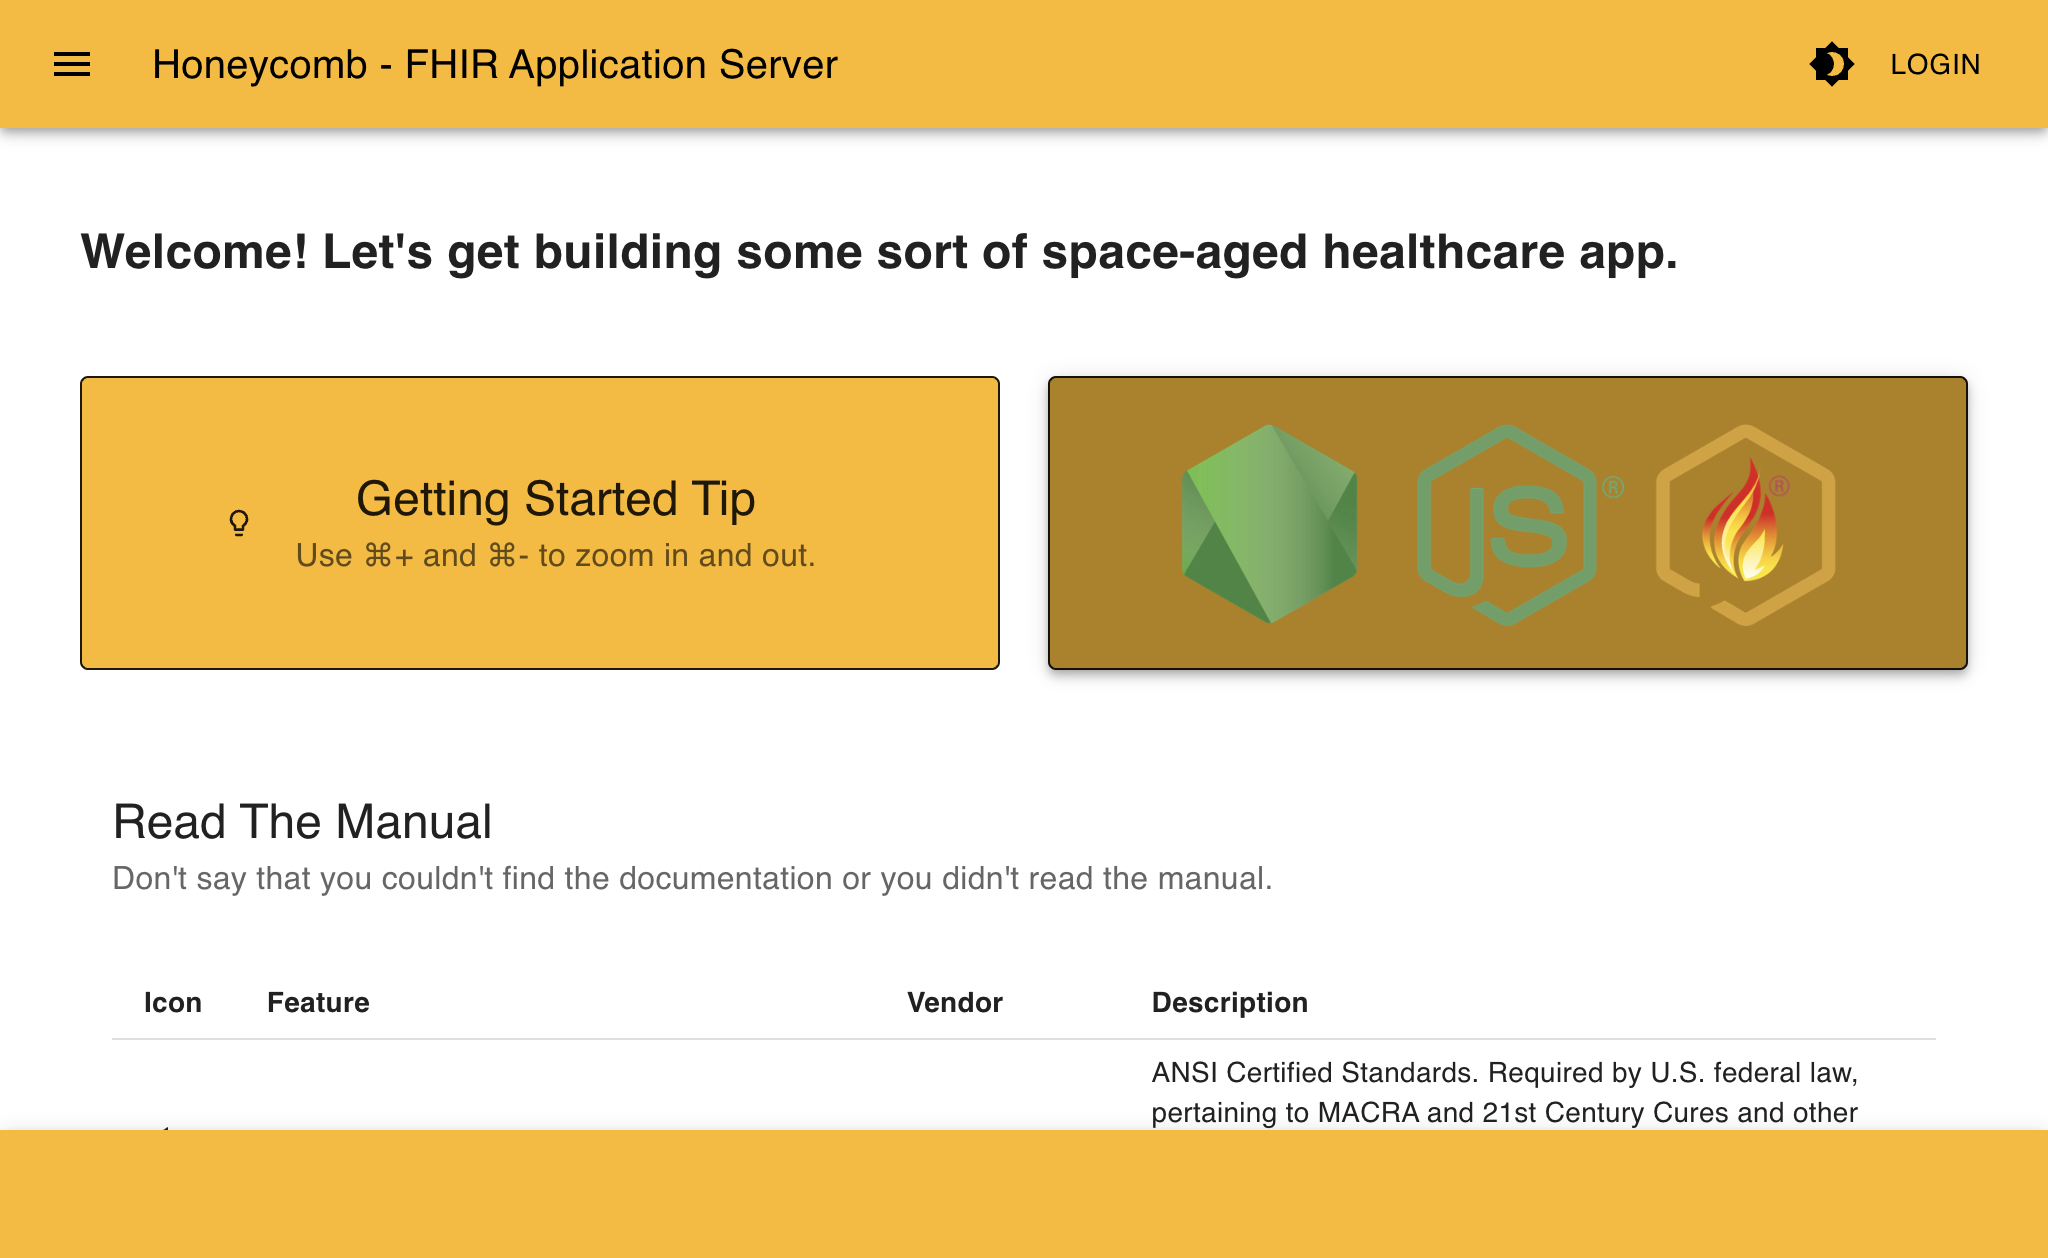 Honeycomb - FHIR Application Server
LOGIN
Welcome! Let's get building some sort of space-aged healthcare app.
Getting Started Tip
Use ⌘+ and ⌘- to zoom in and out.
JS®
®
Read The Manual
Don't say that you couldn't find the documentation or you didn't read the manual.
Icon Feature Vendor Description
ANSI Certified Standards. Required by U.S. federal law,
pertaining to MACRA and 21st Century Cures and other